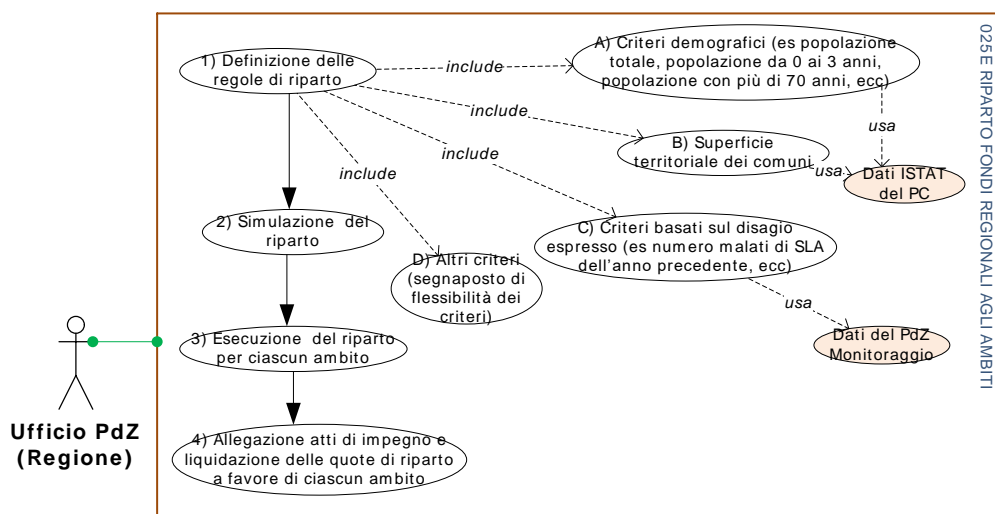 1) Definizione delle
regole di riparto
include
A) Criteri demografici (es popolazione
totale, popolazione da 0 ai 3 anni,
popolazione con più di 70 anni, ecc)
include
usa
B) Superficie
territoriale dei comuni
usa
Dati ISTAT
del PC
include
include
2) Simulazione del
riparto
C) Criteri basati sul disagio
espresso (es numero malati di SLA
dell'anno precedente, ecc)
D) Altri criteri
(segnaposto di
flessibilità dei
criteri)
usa
3) Esecuzione del riparto
per ciascun ambito
Dati del PdZ
Monitoraggio
4) Allegazione atti di impegno e
liquidazione delle quote di riparto
a favore di ciascun ambito
Ufficio PdZ
(Regione)
025E RIPARTO FONDI REGIONALI AGLI AMBITI